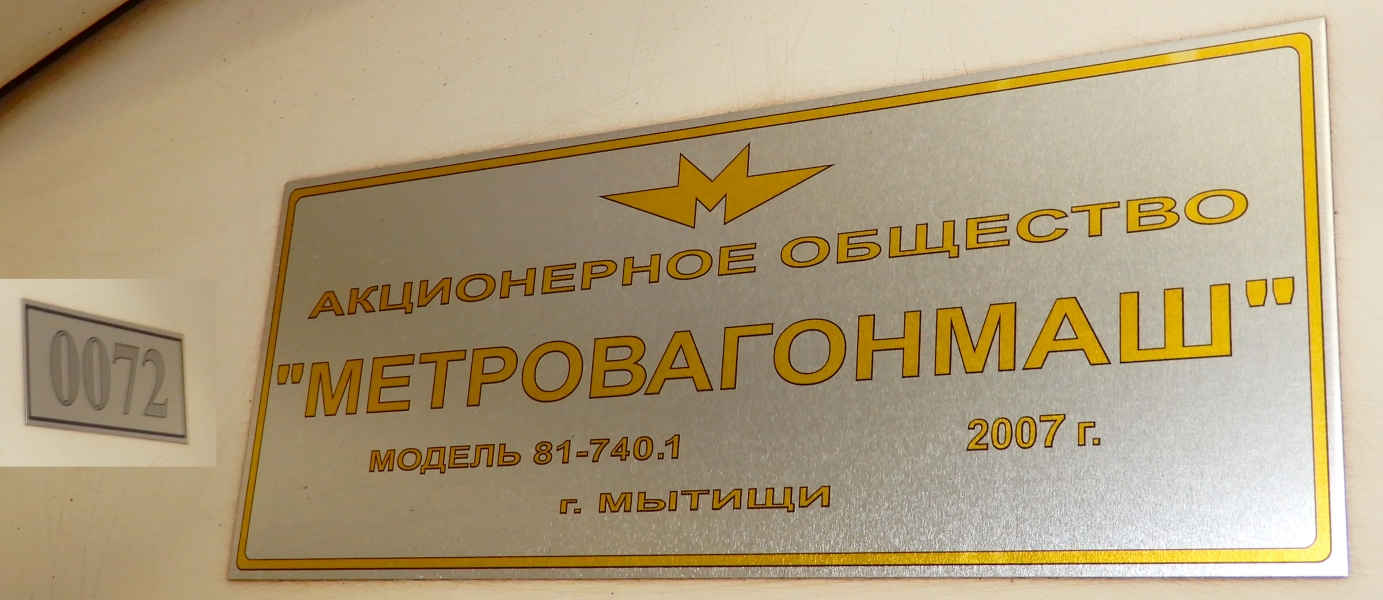 0072
АКЦИОНЕРНОЕ ОБЩЕСТВО
"МЕТРОВАГОНМАШ"
МОДЕЛЬ 81-740.1 2007 г.
г. МЫТИЩИ